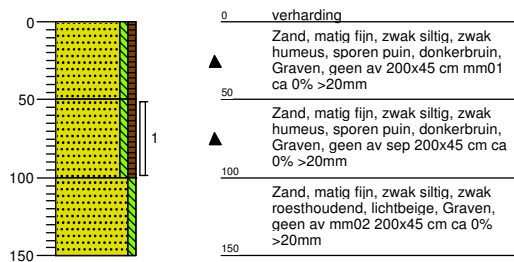 0
50
100
150
1
0
verharding
Zand, matig fijn, zwak siltig, zwak
humeus, sporen puin, donkerbruin,
Graven, geen av 200x45 cm mm01
ca 0% >20mm
50
Zand, matig fijn, zwak siltig, zwak
humeus, sporen puin, donkerbruin,
Graven, geen av sep 200x45 cm ca
0% >20mm
100
Zand, matig fijn, zwak siltig, zwak
roesthoudend, lichtbeige, Graven,
geen av mm02 200x45 cm ca 0%
>20mm
150